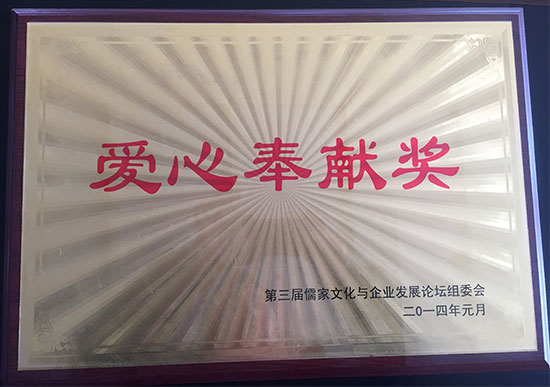 爱心奉献奖
第三届儒家文化与企业发展论坛组委会
二0一四年元月